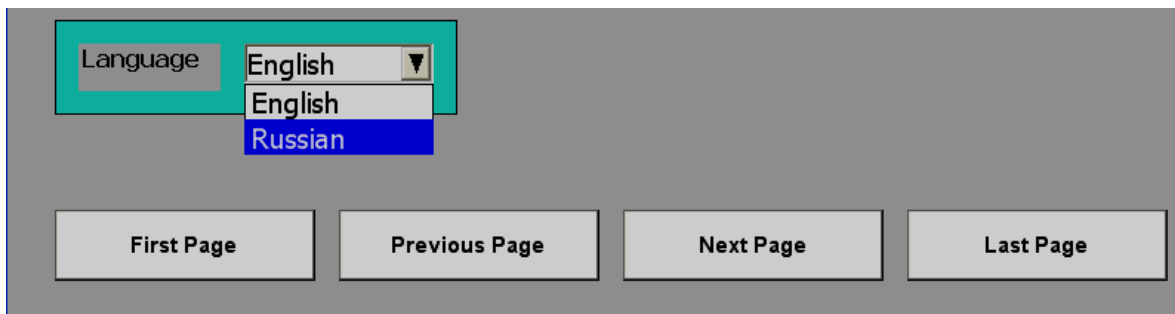 Language English
English
Russian
First Page Previous Page Next Page Last Page